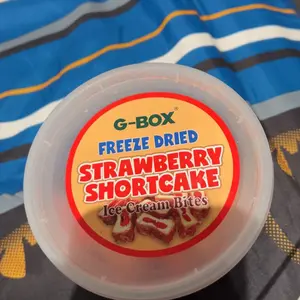 G-BOX®
FREEZE DRIED
STRAWBERRY
SHORTCAKE
Ice Cream Bites